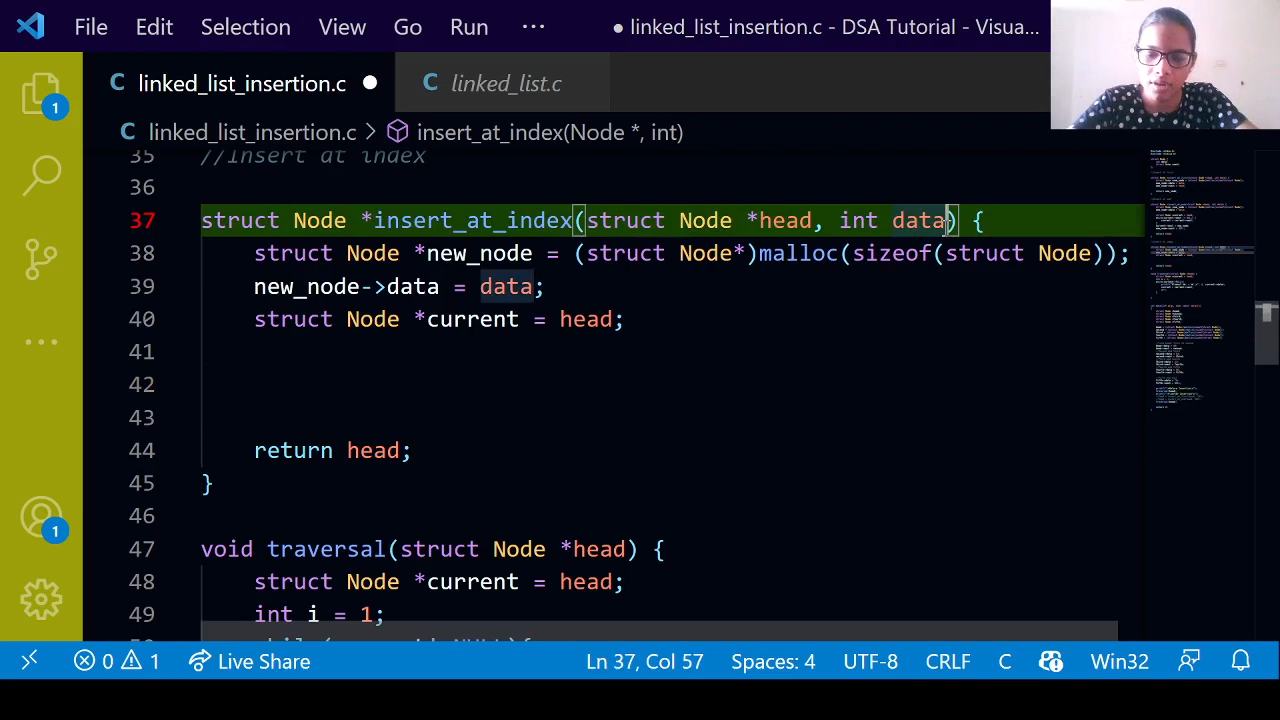 File Edit Selection View Go Run ··· ● linked_list_insertion.c - DSA Tutorial - Visua...
C linked_list_insertion.c ● C linked_list.c
C linked_list_insertion.c > insert_at_index(Node *, int)
35 //Insert at index
36
37 struct Node *insert_at_index(struct Node *head, int data) {
38 struct Node *new_node = (struct Node*)malloc(sizeof(struct Node));
39 new_node->data = data;
40 struct Node *current = head;
41
42
43
44 return head;
45 }
46
47 void traversal(struct Node *head) {
48 struct Node *current = head;
49 int i = 1;
1
1
0 1 Live Share Ln 37, Col 57 Spaces: 4 UTF-8 CRLF C Win32